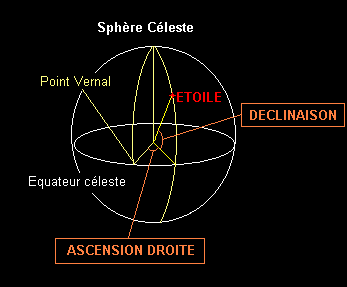 Sphère Céleste
Point Vernal
ETOILE
DECLINAISON
Equateur céleste
ASCENSION DROITE